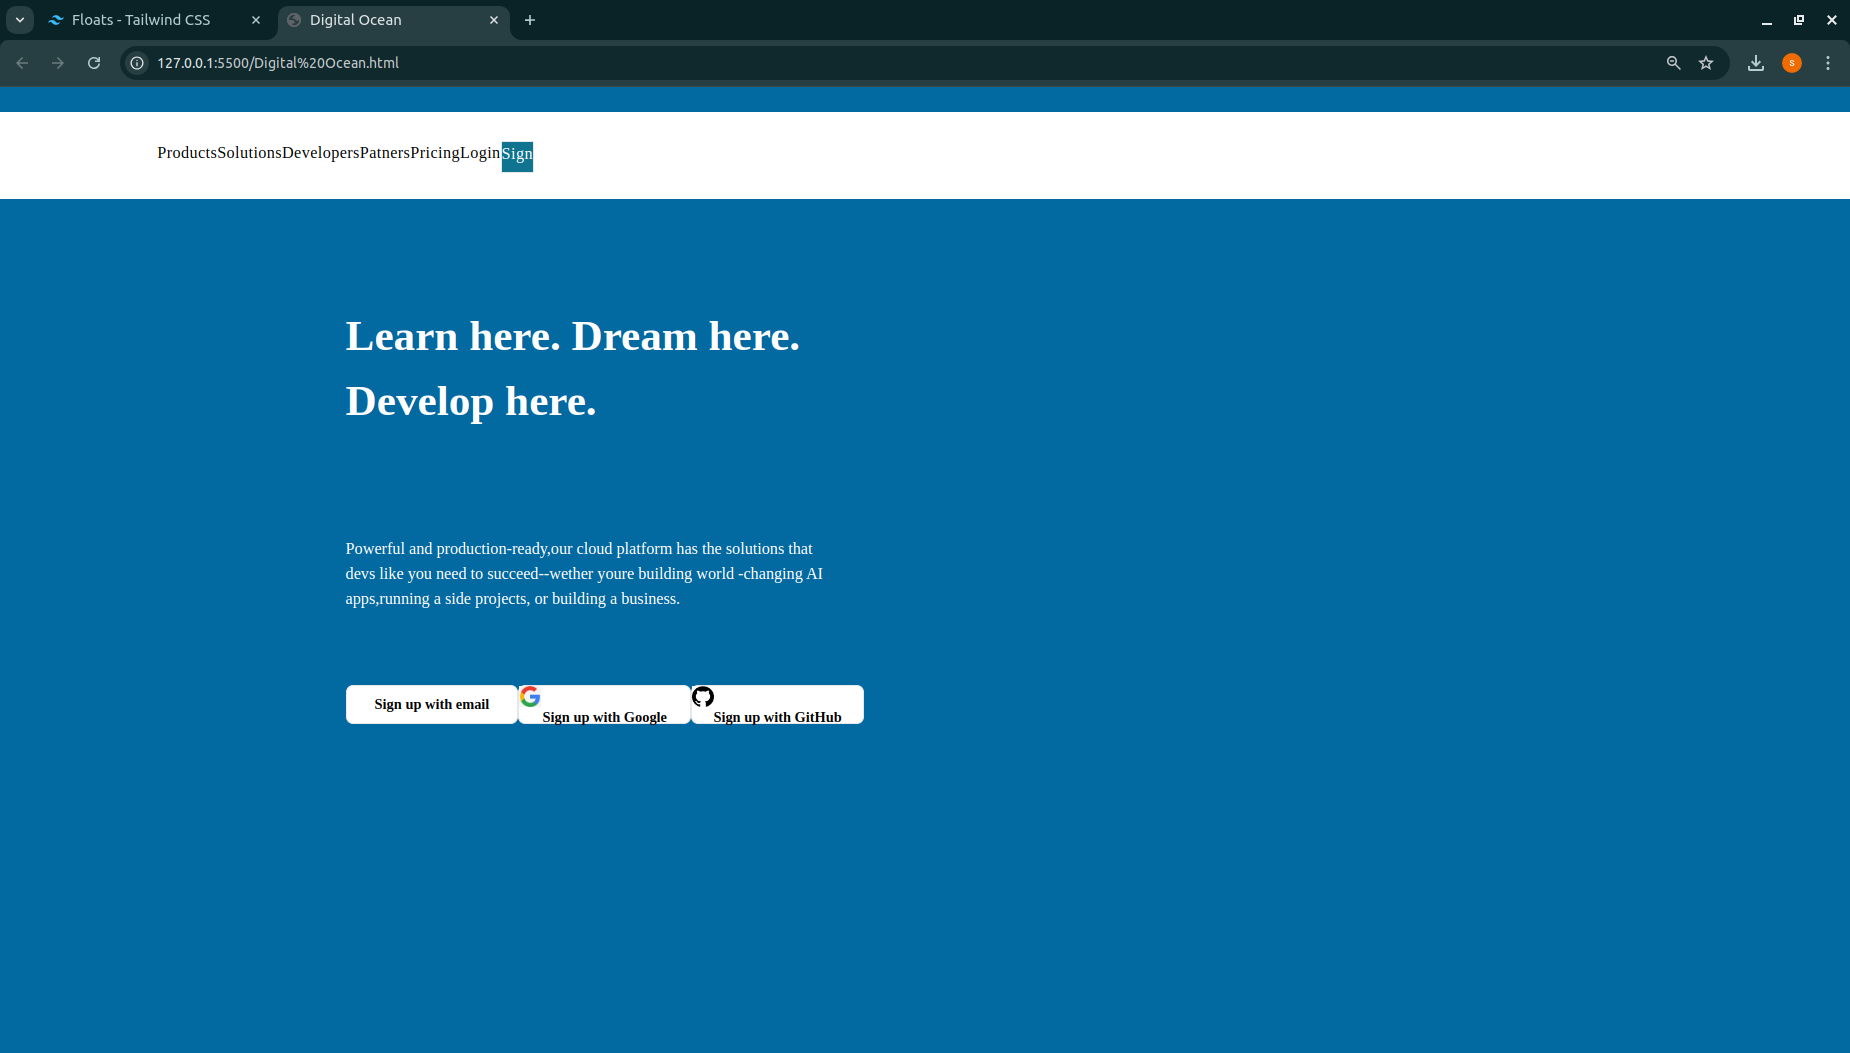 Floats - Tailwind CSS
Digital Ocean
127.0.0.1:5500/Digital%20Ocean.html
S
ProductsSolutionsDevelopersPatnersPricingLoginSign
Learn here. Dream here.
Develop here.
Powerful and production-ready,our cloud platform has the solutions that
devs like you need to succeed--wether youre building world -changing AI
apps,running a side projects, or building a business.
Sign up with email
Sign up with Google
Sign up with GitHub